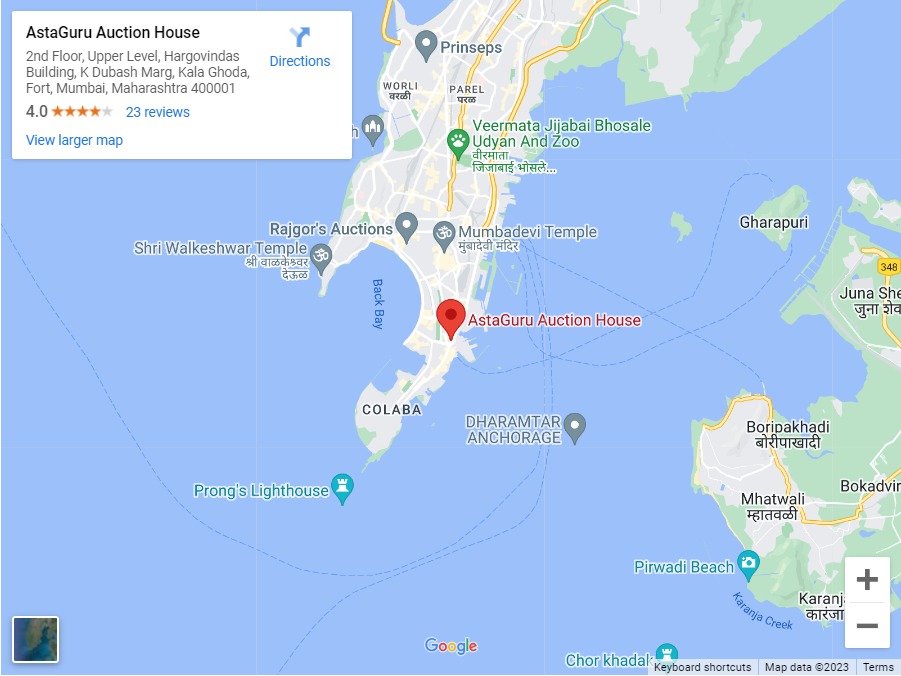 AstaGuru Auction House
2nd Floor, Upper Level, Hargovindas
Building, K Dubash Marg, Kala Ghoda,
Fort, Mumbai, Maharashtra 400001
4.0
23 reviews
View larger map
Directions
Prinseps
WORLI
वरळी
PAREL
परळ
Veermata Jijabai Bhosale
Udyan And Zoo
वीरमाता
जिजाबाई भोसले...
Rajgor's Auctions
Mumbadevi Temple
मुंबादेवी मंदिर
Shri Walkeshwar Temple
श्री वाळकेश्वर
देऊळ
Gharapuri
348
Juna She
जुना शेव
Back Bay
AstaGuru Auction House
COLABA
DHARAMTAR
ANCHORAGE
Boripakhadi
बोरीपाखाडी
Bokadvir
Mhatwali
म्हातवळी
Prong's Lighthouse
Pirwadi Beach
Karanja
कारंजा
Karanja Creek
Chor khadak
Google
Keyboard shortcuts
Map data ©2023
Terms